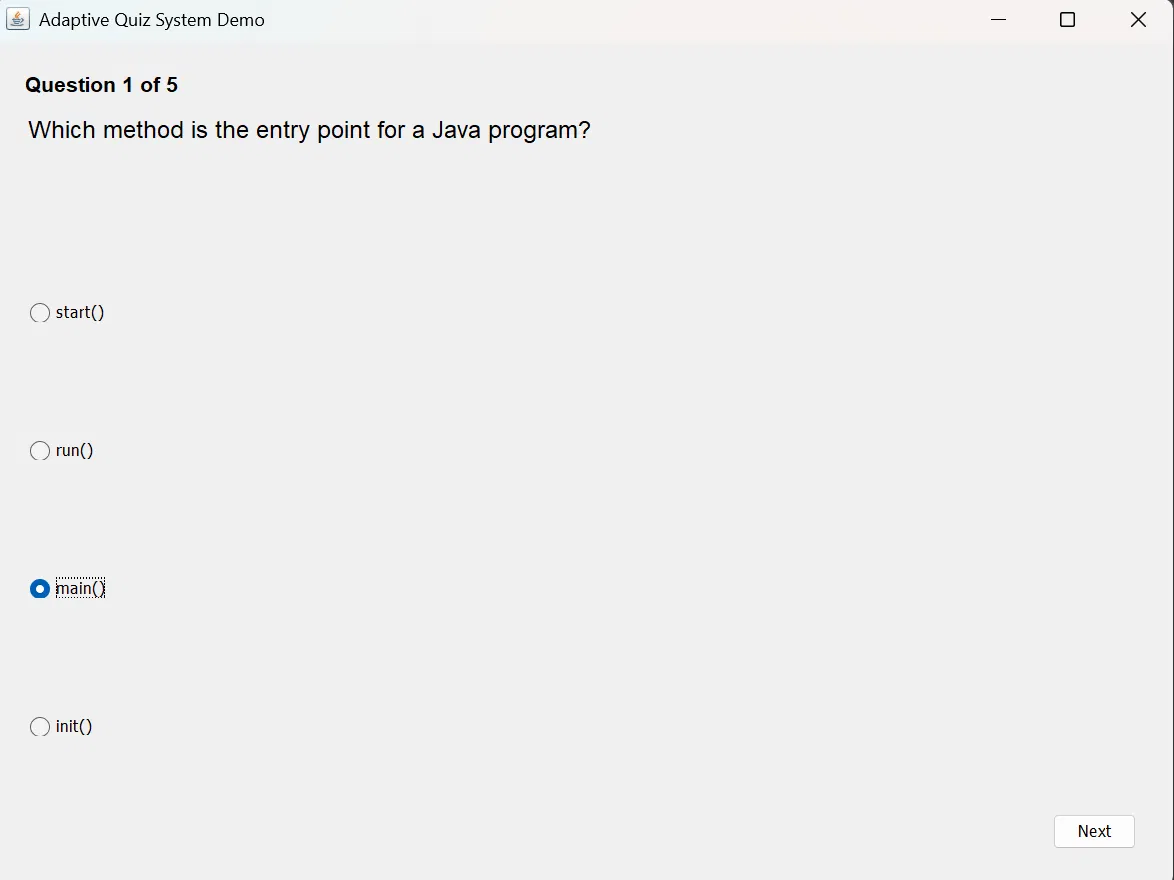 Adaptive Quiz System Demo
Question 1 of 5
Which method is the entry point for a Java program?
start()
run()
main()
init()
Next